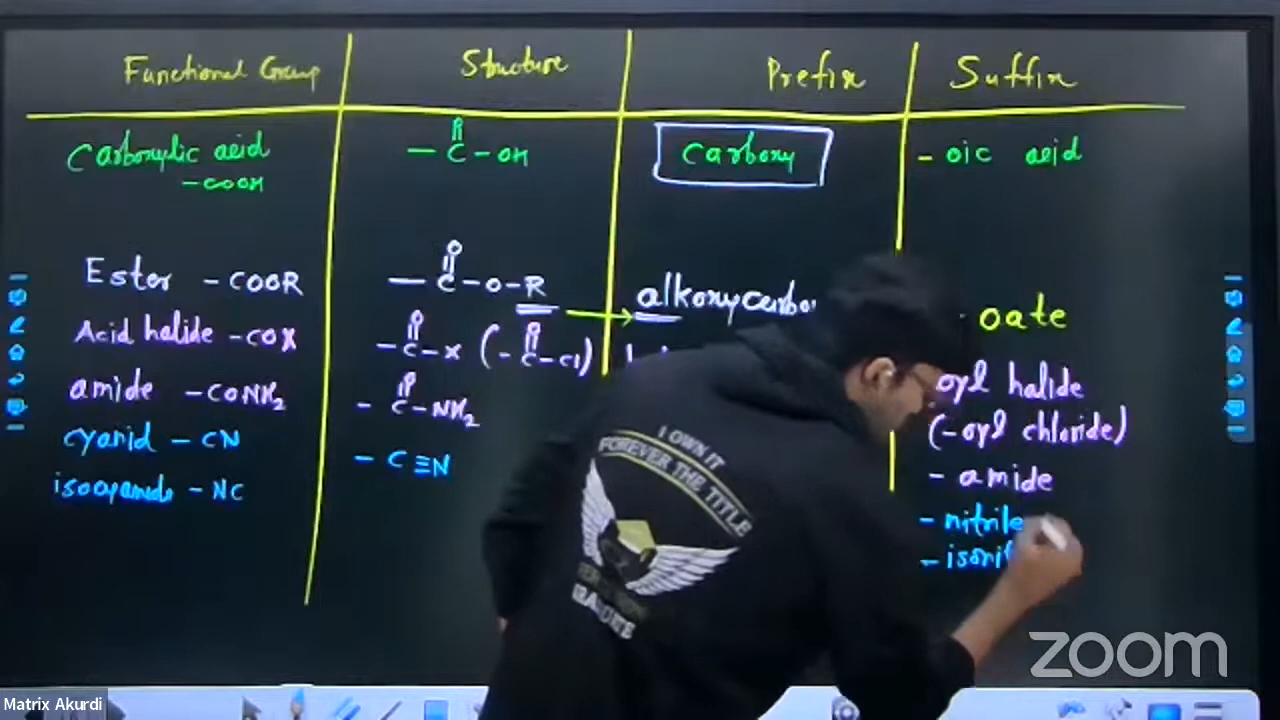 Functional Group Structure Prefix Suffix
Carboxylic acid O || – C – OH Carboxy – oic acid
– COOH
Ester – COOR O || – C – O – R alkoxycarbo – oate
Acid halide – COX O || – C – X ( O || – C – Cl) oyl halide
(– oyl chloride)
amide – CONH2 O || – C – NH2 – amide
cyanid – CN – C ≡ N – nitrile
isocyanide – NC – isonit
I OWN IT
FOREVER THE TITLE
GRADUATE
zoom
Matrix Akurdi